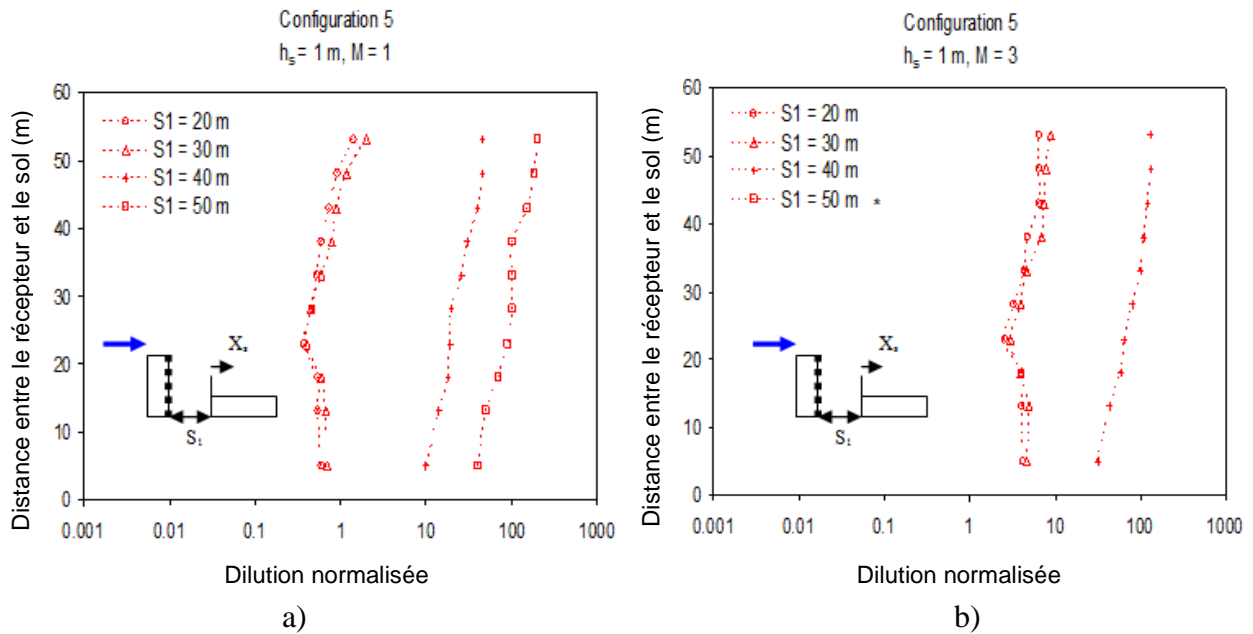 Configuration 5
hₛ = 1 m, M = 1
Distance entre le récepteur et le sol (m)
60
50
40
30
20
10
0
S1 = 20 m
S1 = 30 m
S1 = 40 m
S1 = 50 m
Xₛ
S₁
0.001
0.01
0.1
1
10
100
1000
Dilution normalisée
a)
Configuration 5
hₛ = 1 m, M = 3
Distance entre le récepteur et le sol (m)
60
50
40
30
20
10
0
S1 = 20 m
S1 = 30 m
S1 = 40 m
S1 = 50 m *
Xₛ
S₁
0.001
0.01
0.1
1
10
100
1000
Dilution normalisée
b)